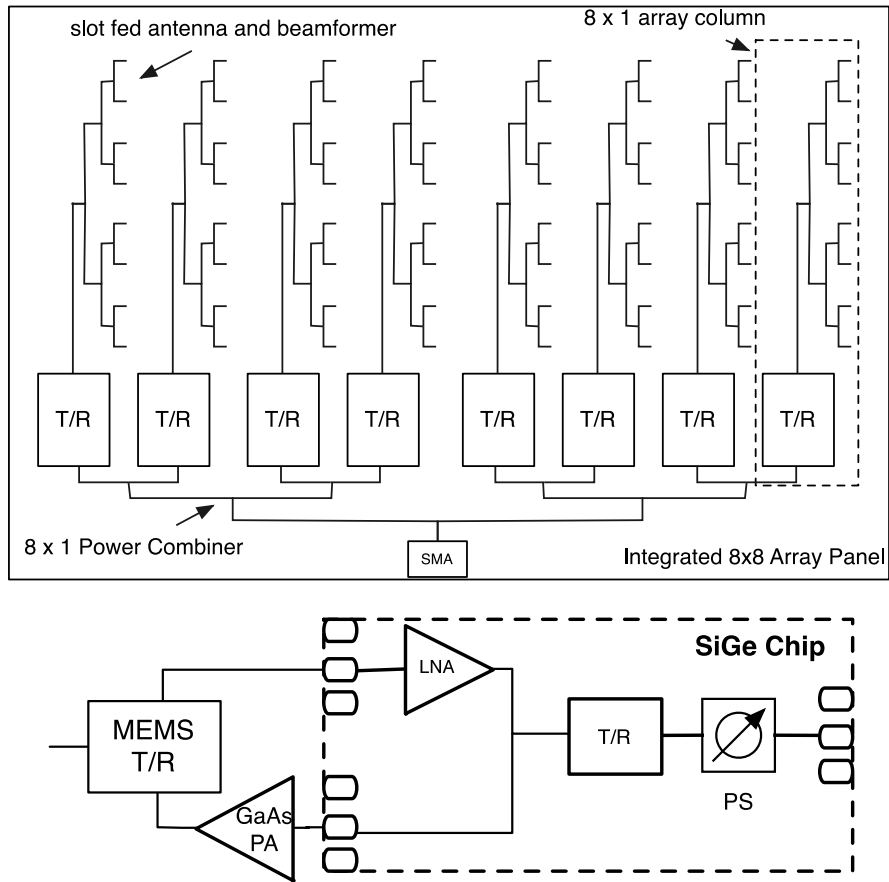 slot fed antenna and beamformer
8 x 1 array column
T/R
T/R
T/R
T/R
T/R
T/R
T/R
T/R
8 x 1 Power Combiner
SMA
Integrated 8x8 Array Panel
SiGe Chip
LNA
MEMS
T/R
T/R
GaAs
PA
PS